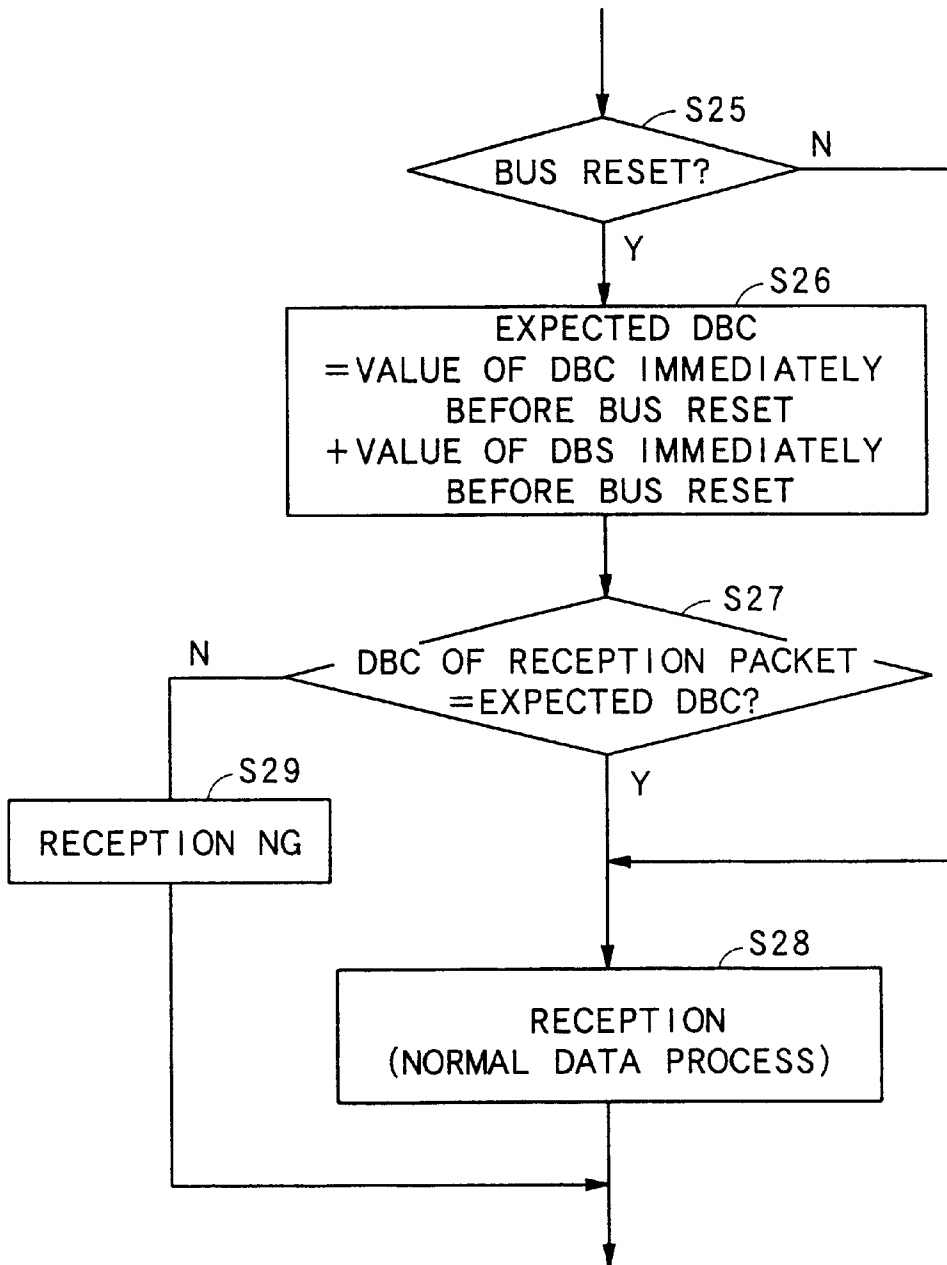 S25
BUS RESET?
N
Y
S26
EXPECTED DBC
=VALUE OF DBC IMMEDIATELY
BEFORE BUS RESET
+VALUE OF DBS IMMEDIATELY
BEFORE BUS RESET
S27
N
DBC OF RECEPTION PACKET
=EXPECTED DBC?
Y
S29
RECEPTION NG
S28
RECEPTION
(NORMAL DATA PROCESS)